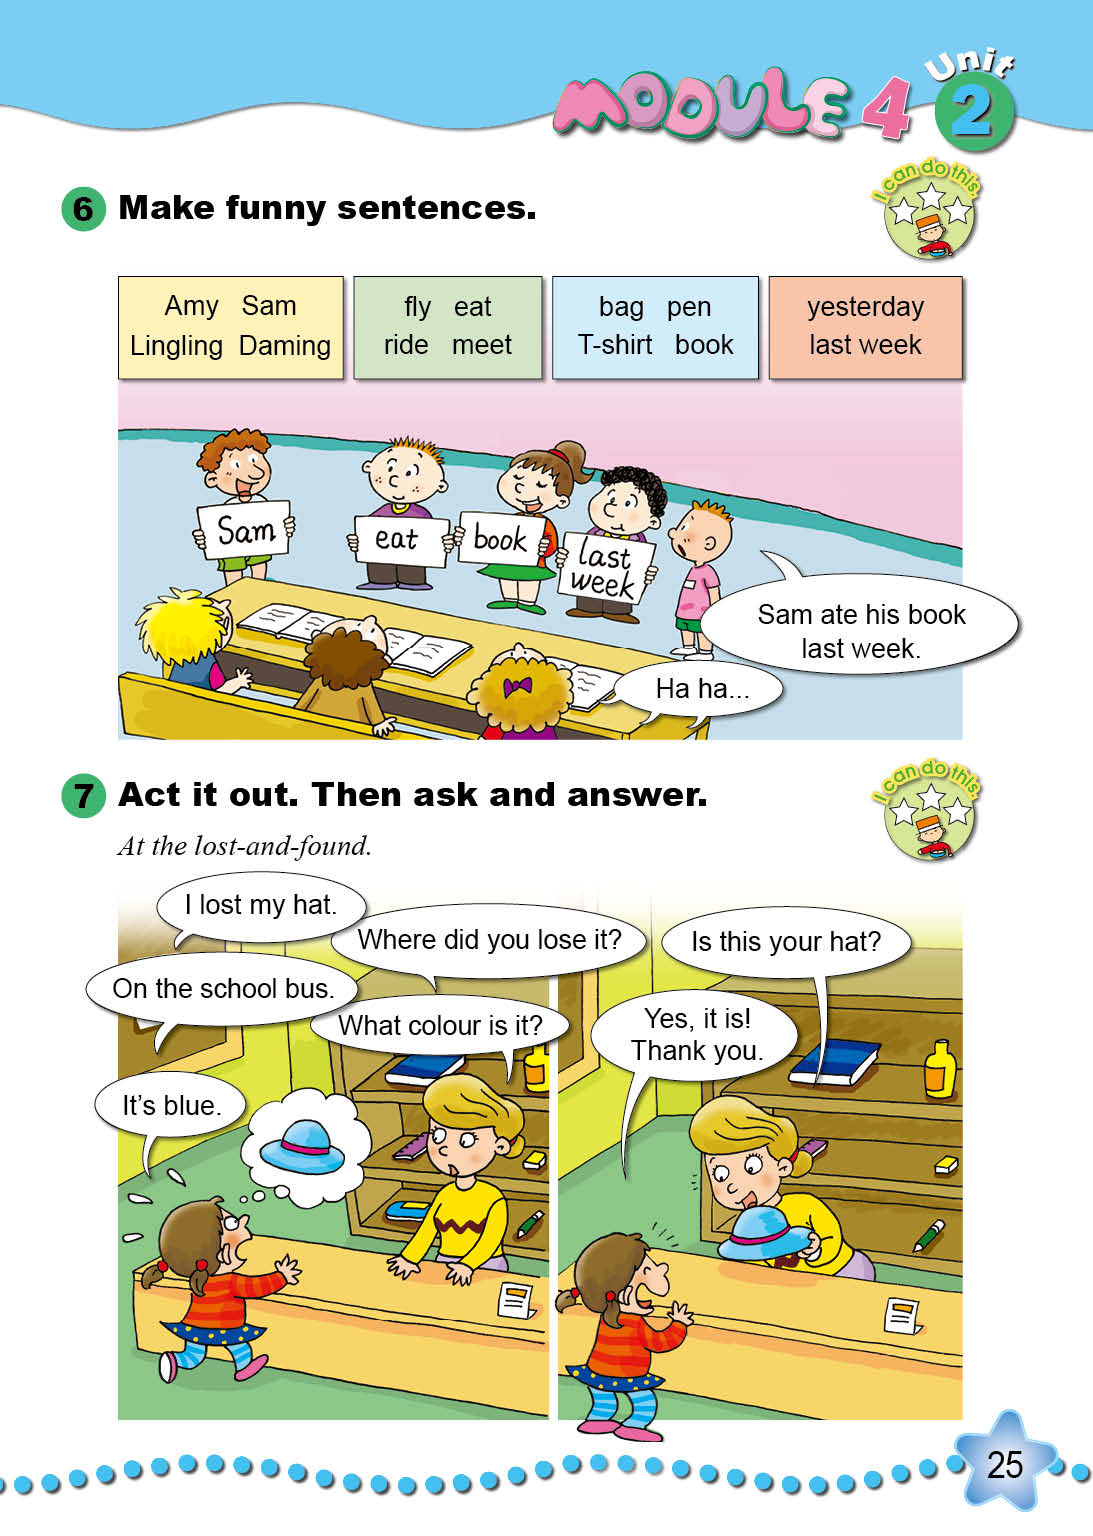 MODULE 4 Unit 2
I can do this.
6 Make funny sentences.
Amy Sam
Lingling Daming
fly eat
ride meet
bag pen
T-shirt book
yesterday
last week
Sam
eat
book
last
week
Sam ate his book
last week.
Ha ha...
7 Act it out. Then ask and answer.
I can do this.
At the lost-and-found.
I lost my hat.
Where did you lose it?
On the school bus.
What colour is it?
It's blue.
Is this your hat?
Yes, it is!
Thank you.
25